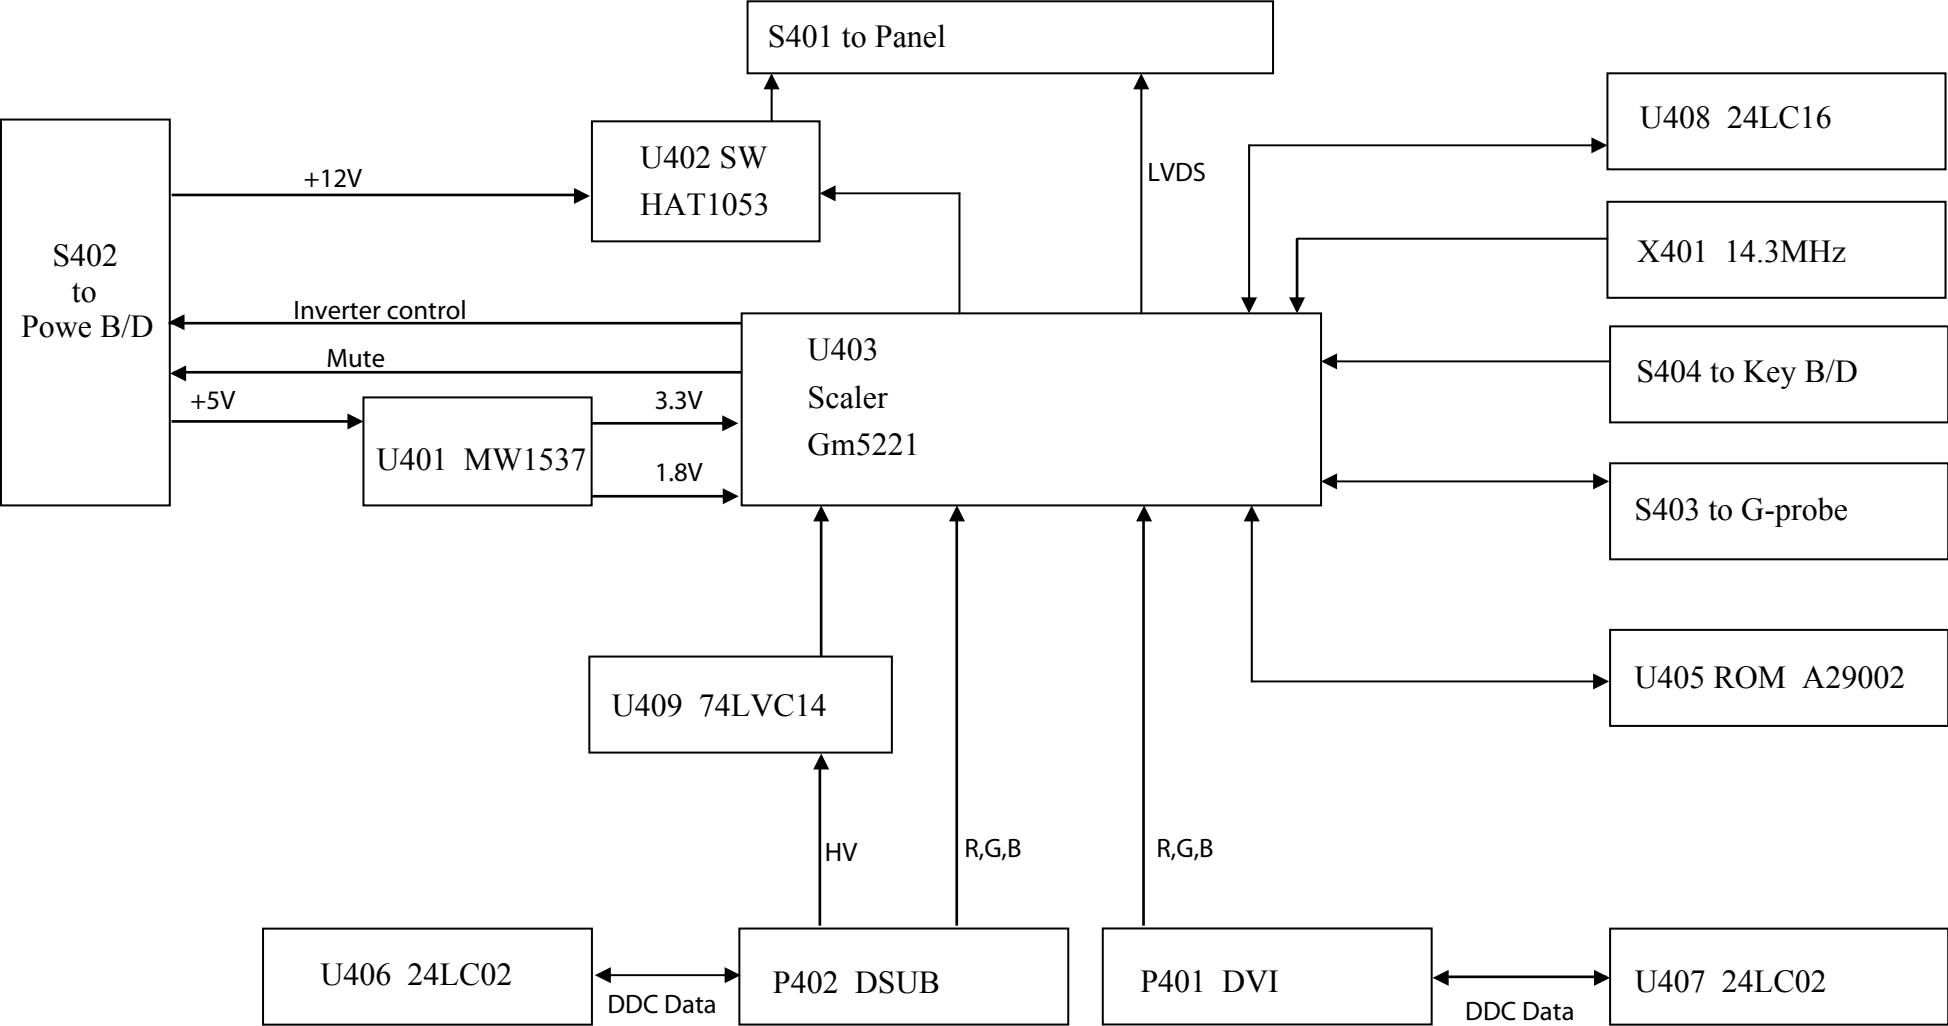 S401 to Panel
U408 24LC16
U402 SW
HAT1053
+12V
LVDS
X401 14.3MHz
S402
to
Powe B/D
Inverter control
Mute
+5V
U401 MW1537
3.3V
1.8V
U403
Scaler
Gm5221
S404 to Key B/D
S403 to G-probe
U405 ROM A29002
U409 74LVC14
HV
R,G,B
R,G,B
U406 24LC02
DDC Data
P402 DSUB
P401 DVI
DDC Data
U407 24LC02